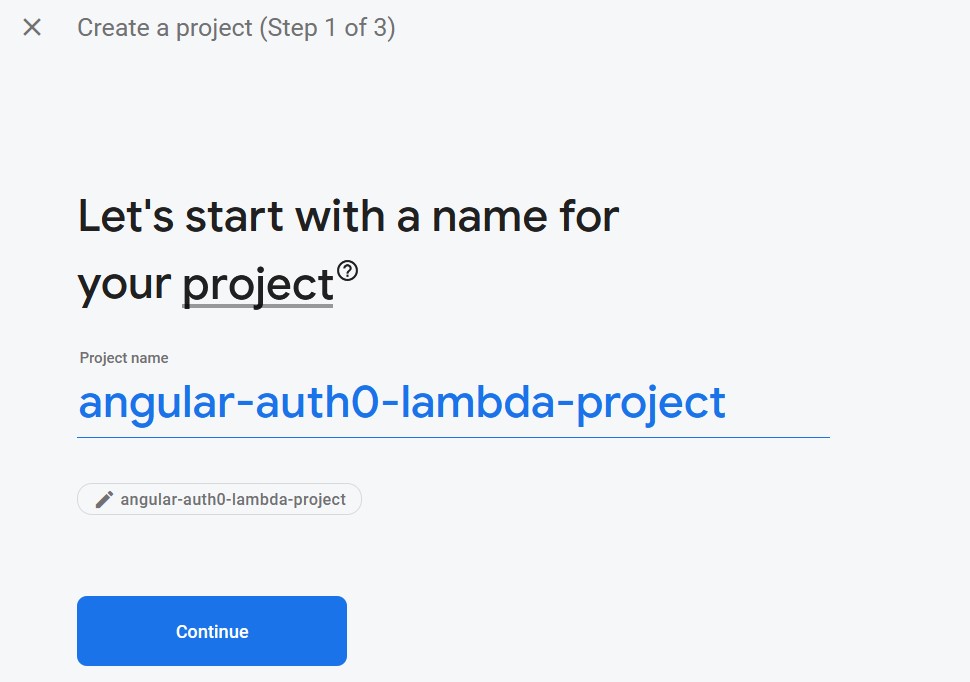 Create a project (Step 1 of 3)
Let's start with a name for
your project
Project name
angular-auth0-lambda-project
angular-auth0-lambda-project
Continue